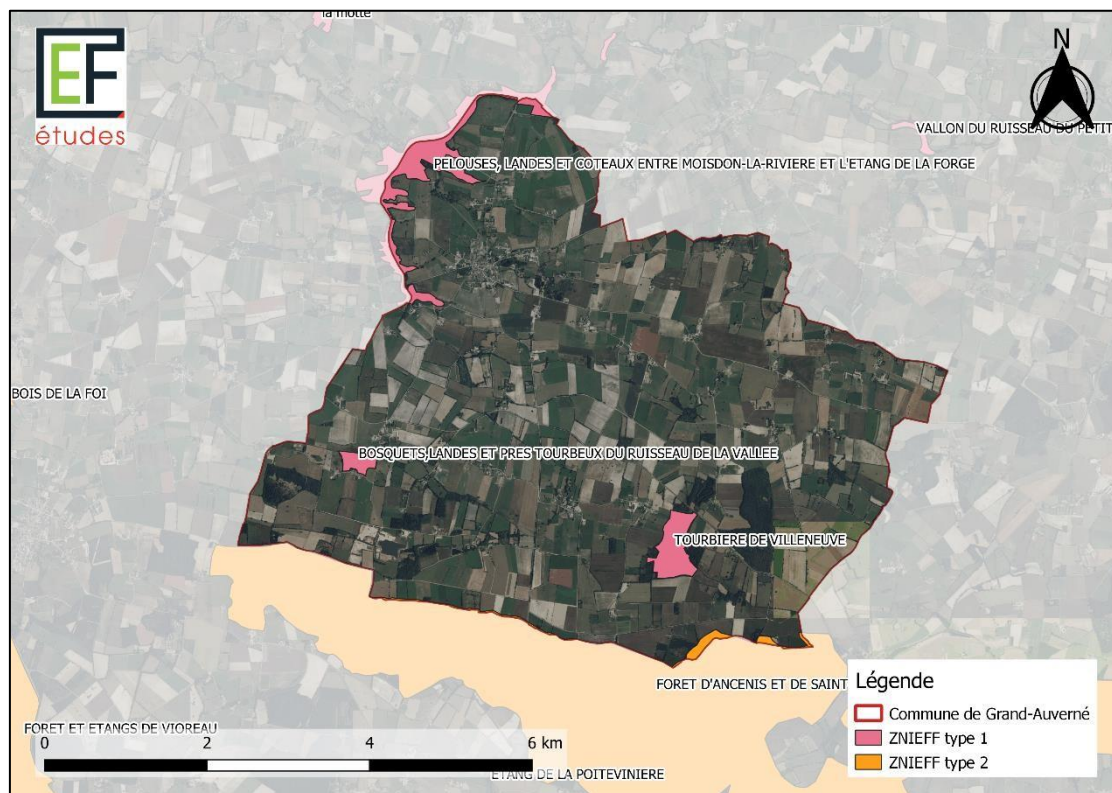 la motte
EF
études
N
VALLON DU RUISSEAU DU PETIT
PELOUSES, LANDES ET COTEAUX ENTRE MOISDON-LA-RIVIERE ET L'ETANG DE LA FORGE
BOIS DE LA FOI
BOSQUETS,LANDES ET PRES TOURBEUX DU RUISSEAU DE LA VALLEE
TOURBIERE DE VILLENEUVE
FORET D'ANCENIS ET DE SAINT
FORET ET ETANGS DE VIOREAU
ETANG DE LA POITEVINIERE
0 2 4 6 km
Légende
Commune de Grand-Auverné
ZNIEFF type 1
ZNIEFF type 2